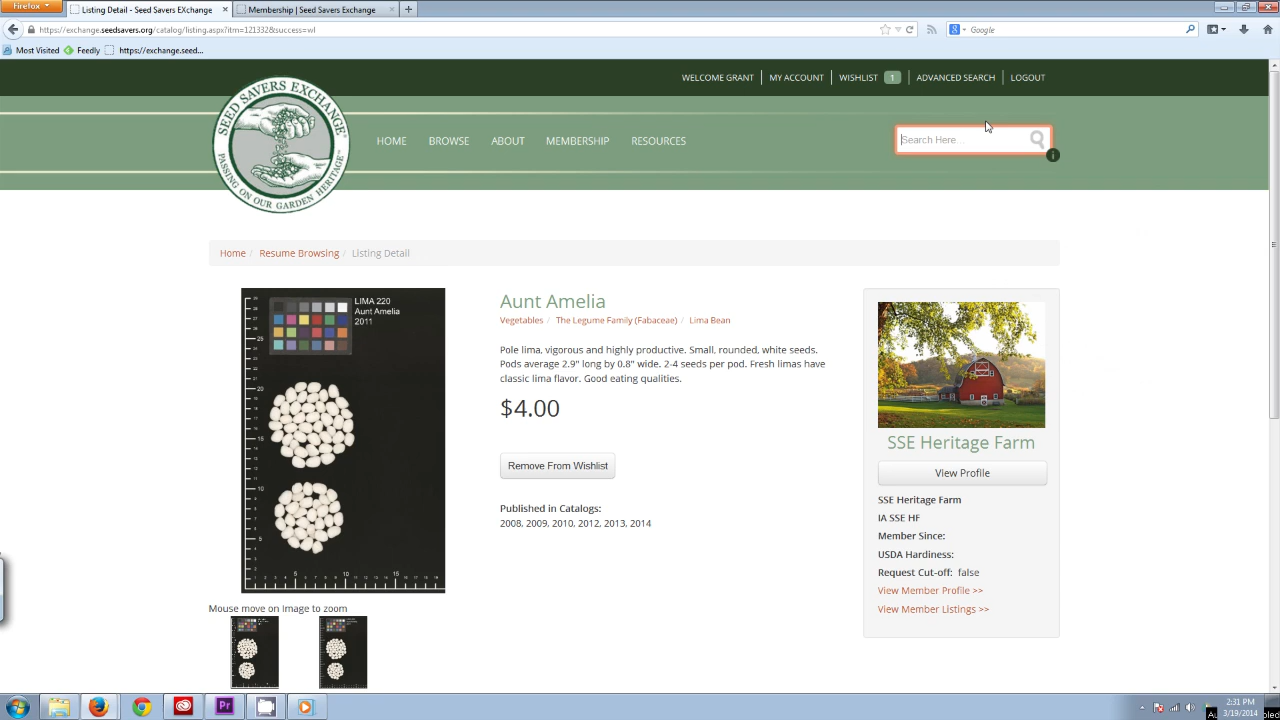 Firefox
Listing Detail - Seed Savers EXchange
Membership | Seed Savers Exchange
https://exchange.seedsavers.org/catalog/listing.aspx?itm=121332&success=wl
Google
Most Visited
Feedly
https://exchange.seed...
WELCOME GRANT
MY ACCOUNT
WISHLIST 1
ADVANCED SEARCH
LOGOUT
SEED SAVERS EXCHANGE
PASSING ON OUR GARDEN HERITAGE
HOME
BROWSE
ABOUT
MEMBERSHIP
RESOURCES
Search Here...
Home / Resume Browsing / Listing Detail
LIMA 220
Aunt Amelia
2011
Aunt Amelia
Vegetables / The Legume Family (Fabaceae) / Lima Bean
Pole lima, vigorous and highly productive. Small, rounded, white seeds.
Pods average 2.9" long by 0.8" wide. 2-4 seeds per pod. Fresh limas have
classic lima flavor. Good eating qualities.
$4.00
Remove From Wishlist
Published in Catalogs:
2008, 2009, 2010, 2012, 2013, 2014
SSE Heritage Farm
View Profile
SSE Heritage Farm
IA SSE HF
Member Since:
USDA Hardiness:
Request Cut-off: false
View Member Profile >>
View Member Listings >>
Mouse move on Image to zoom
Pr
2:31 PM
3/19/2014